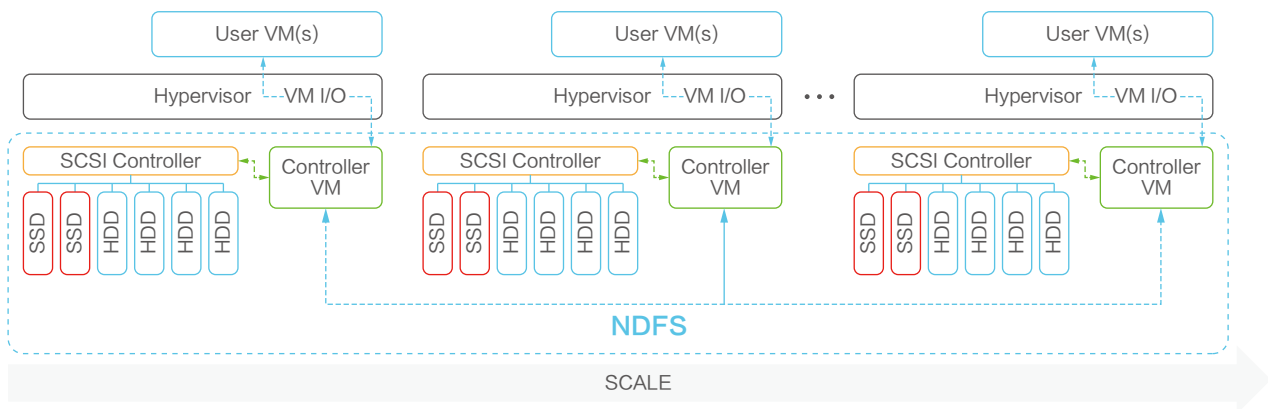 User VM(s) User VM(s) User VM(s)
Hypervisor VM I/O Hypervisor VM I/O ••• Hypervisor VM I/O
SCSI Controller Controller VM SCSI Controller Controller VM SCSI Controller Controller VM
SSD SSD HDD HDD HDD HDD SSD SSD HDD HDD HDD HDD SSD SSD HDD HDD HDD HDD
NDFS
SCALE